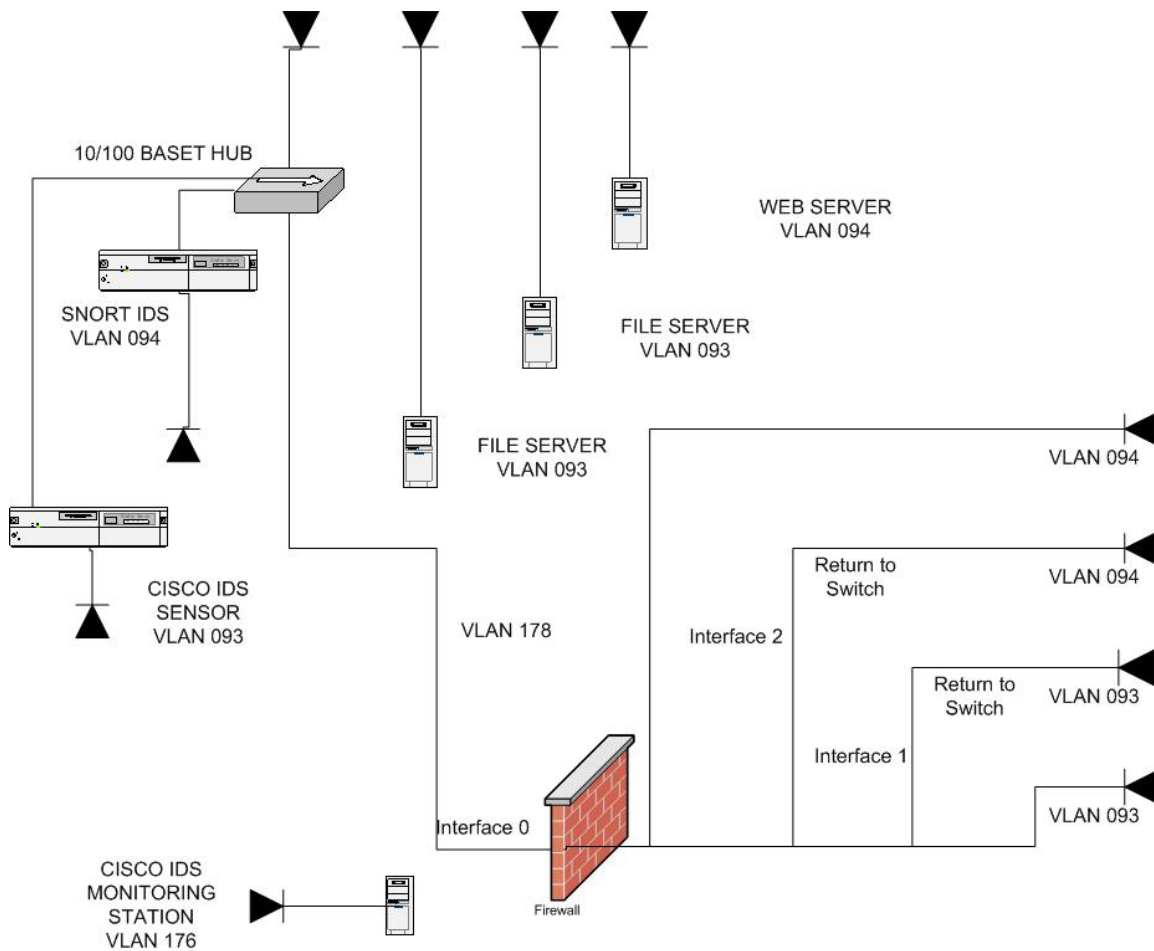 10/100 BASET HUB
WEB SERVER
VLAN 094
SNORT IDS
VLAN 094
FILE SERVER
VLAN 093
FILE SERVER
VLAN 093
VLAN 094
Return to
Switch
VLAN 094
CISCO IDS
SENSOR
VLAN 093
VLAN 178
Interface 2
Return to
Switch
VLAN 093
Interface 1
VLAN 093
Interface 0
CISCO IDS
MONITORING
STATION
VLAN 176
Firewall